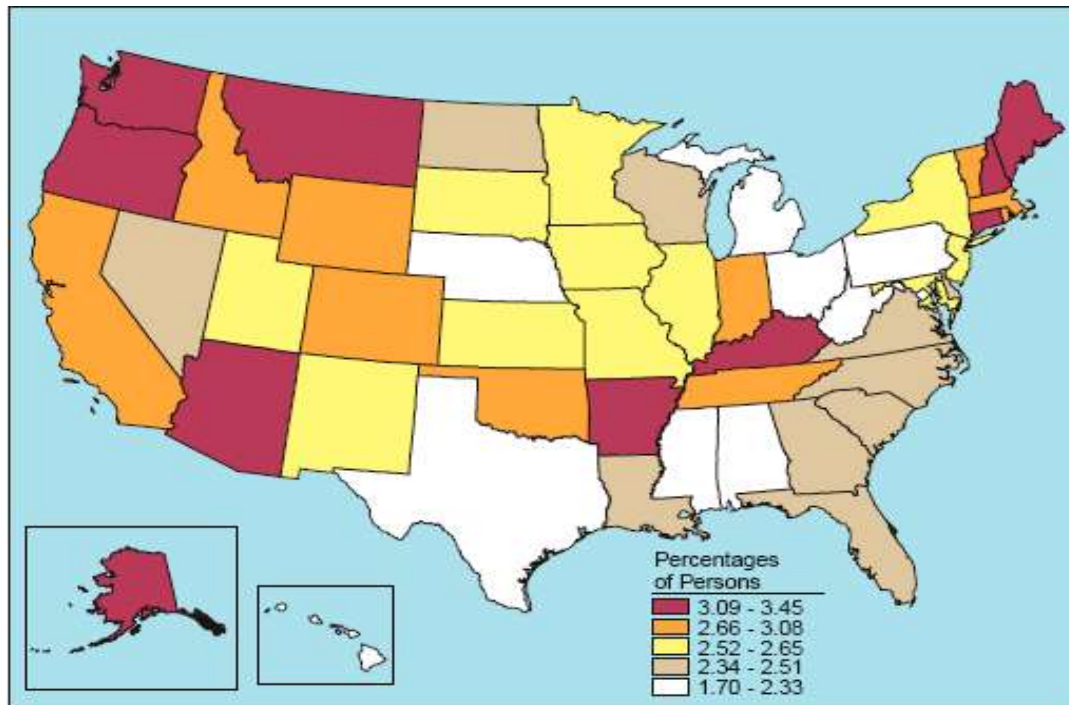 Percentages
of Persons
3.09 - 3.45
2.66 - 3.08
2.52 - 2.65
2.34 - 2.51
1.70 - 2.33